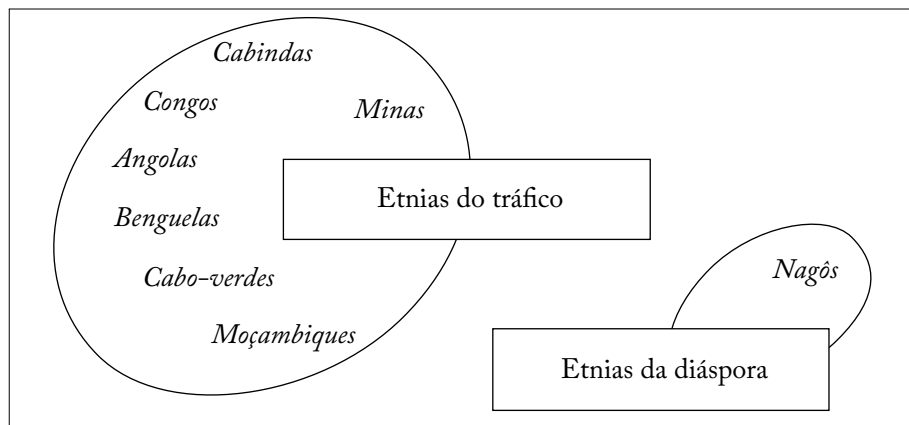 Cabindas
Congos
Minas
Angolas
Etnias do tráfico
Benguelas
Cabo-verdes
Nagôs
Moçambiques
Etnias da diáspora